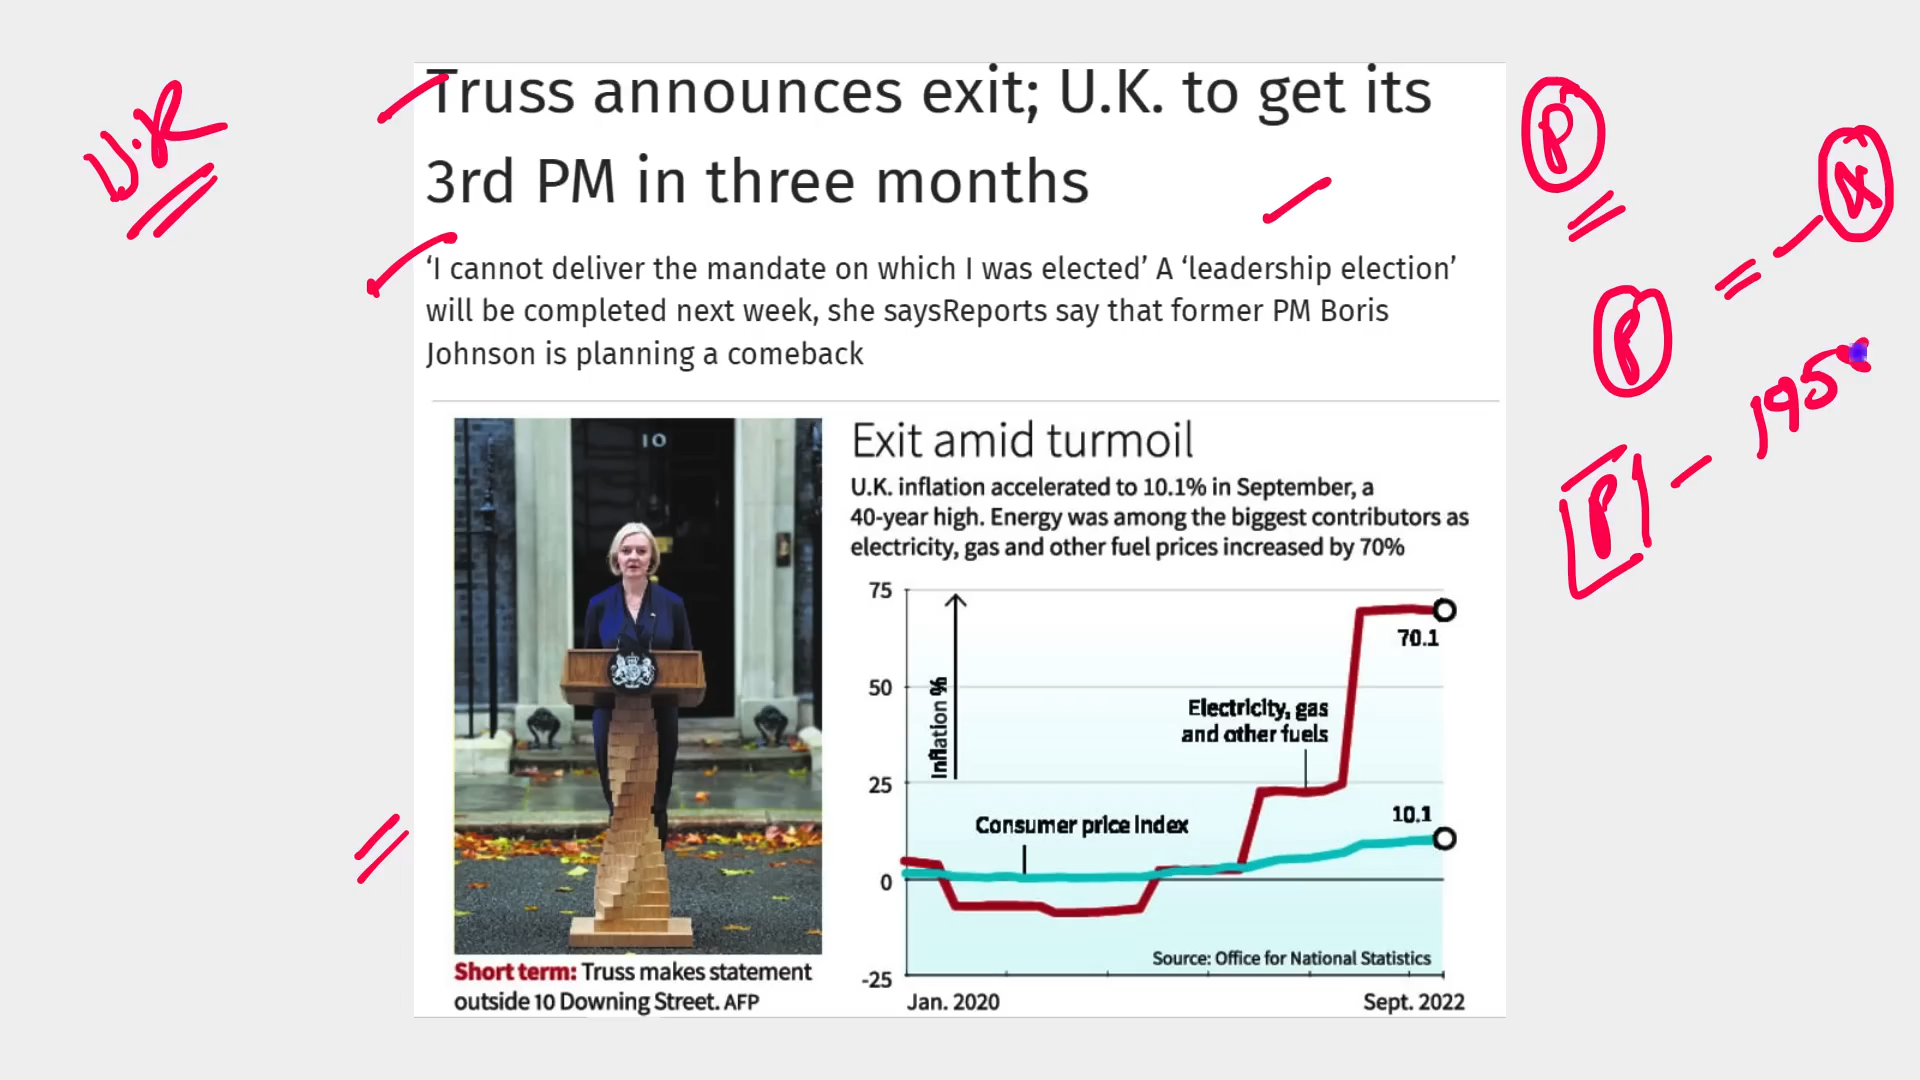 U.K
Truss announces exit; U.K. to get its
3rd PM in three months
‘I cannot deliver the mandate on which I was elected’ A ‘leadership election’
will be completed next week, she saysReports say that former PM Boris
Johnson is planning a comeback
P
P
P - 195
10
Short term: Truss makes statement
outside 10 Downing Street. AFP
Exit amid turmoil
U.K. inflation accelerated to 10.1% in September, a
40-year high. Energy was among the biggest contributors as
electricity, gas and other fuel prices increased by 70%
75
50
25
0
-25
Inflation %
70.1
Electricity, gas
and other fuels
10.1
Consumer price index
Source: Office for National Statistics
Jan. 2020
Sept. 2022